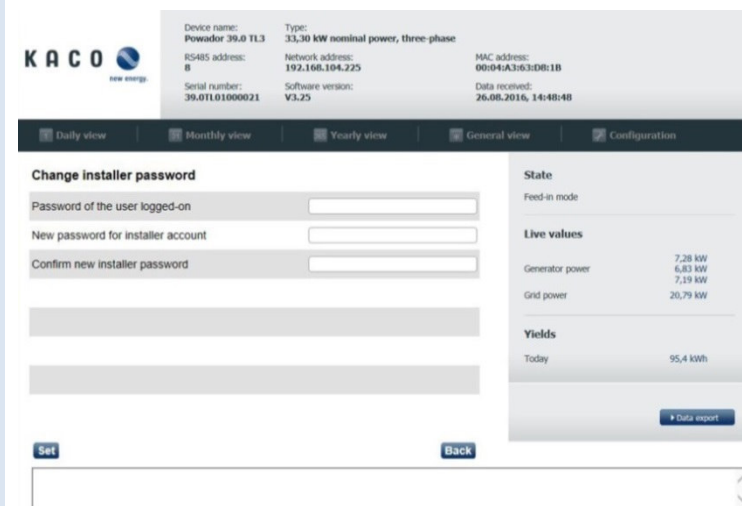 KACO
new energy.
Device name:
Powador 39.0 TL3
Type:
33,30 kW nominal power, three-phase
RS485 address:
8
Network address:
192.168.104.225
MAC address:
00:04:A3:63:D8:1B
Serial number:
39.0TL01000021
Software version:
V3.25
Data received:
26.08.2016, 14:48:48
Daily view
Monthly view
Yearly view
General view
Configuration
Change installer password
Password of the user logged-on
New password for installer account
Confirm new installer password
Set
Back
State
Feed-in mode
Live values
Generator power
7,28 kW
6,83 kW
7,19 kW
Grid power
20,79 kW
Yields
Today
95,4 kWh
Data export